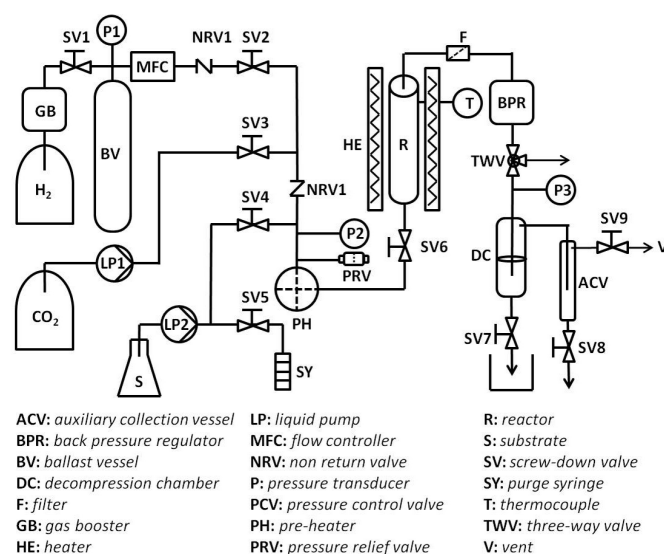 SV1
P1
NRV1
SV2
F
MFC
GB
BPR
T
SV3
HE
R
BV
TWV
H2
NRV1
P3
SV4
SV9
P2
SV6
V
LP1
DC
PRV
ACV
SV5
CO2
PH
LP2
SV7
SV8
SY
S
ACV: auxiliary collection vessel
BPR: back pressure regulator
BV: ballast vessel
DC: decompression chamber
F: filter
GB: gas booster
HE: heater
LP: liquid pump
MFC: flow controller
NRV: non return valve
P: pressure transducer
PCV: pressure control valve
PH: pre-heater
PRV: pressure relief valve
R: reactor
S: substrate
SV: screw-down valve
SY: purge syringe
T: thermocouple
TWV: three-way valve
V: vent